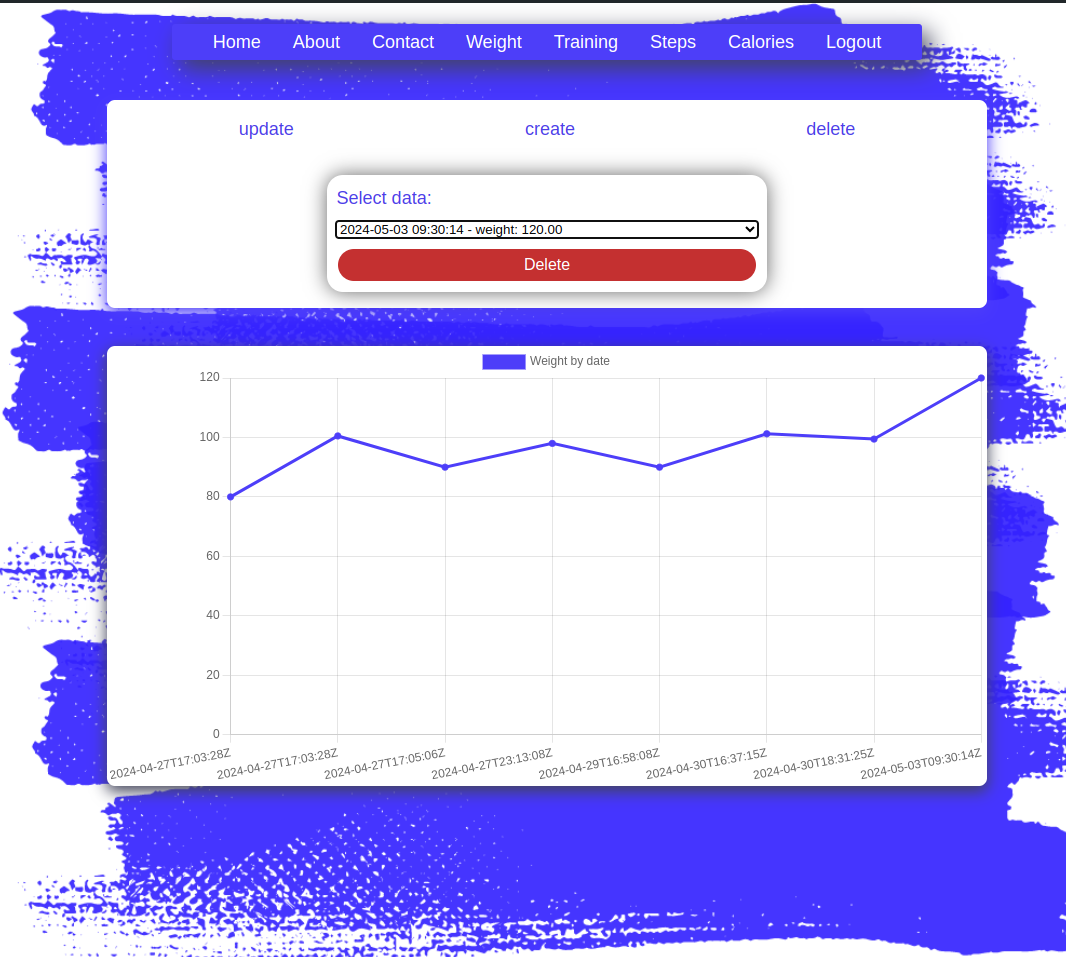 Home About Contact Weight Training Steps Calories Logout
update create delete
Select data:
2024-05-03 09:30:14 - weight: 120.00
Delete
Weight by date
120
100
80
60
40
20
0
2024-04-27T17:03:28Z 2024-04-27T17:03:28Z 2024-04-27T17:05:06Z 2024-04-27T23:13:08Z 2024-04-29T16:58:08Z 2024-04-30T16:37:15Z 2024-04-30T18:31:25Z 2024-05-03T09:30:14Z